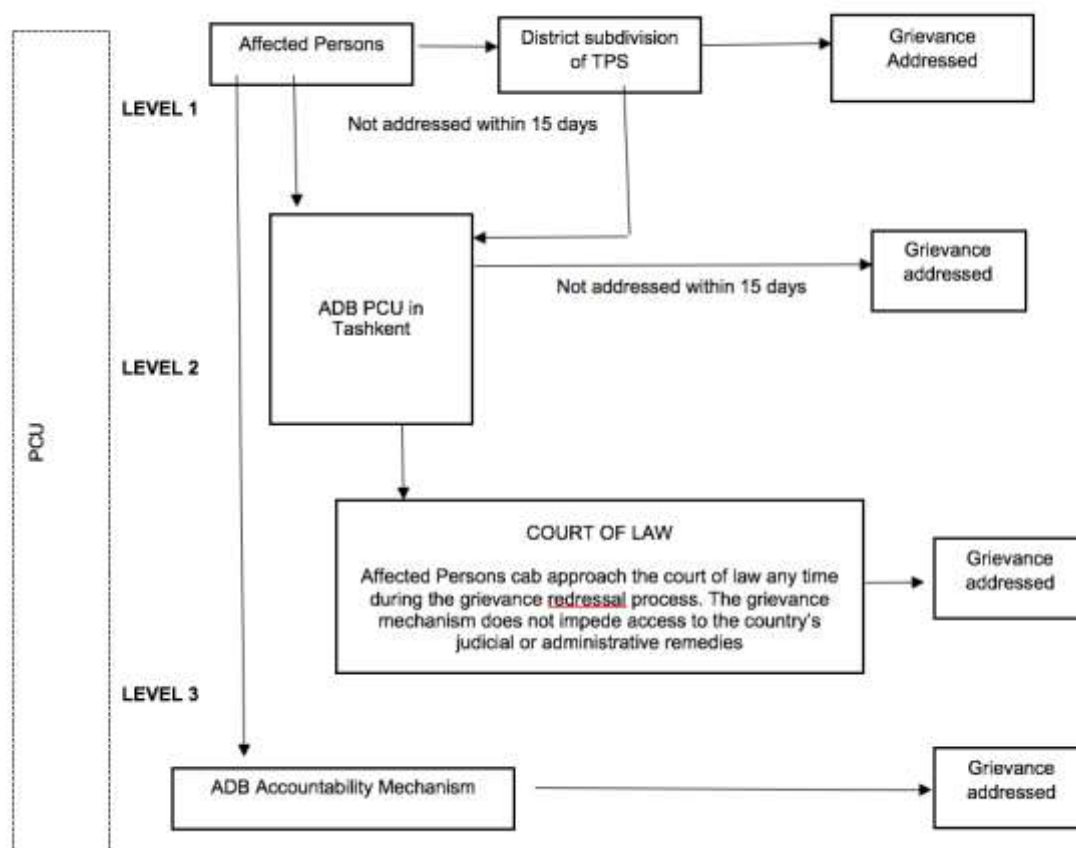 Affected Persons
District subdivision
of TPS
Grievance
Addressed
LEVEL 1
Not addressed within 15 days
ADB PCU in
Tashkent
Grievance
addressed
Not addressed within 15 days
LEVEL 2
PCU
COURT OF LAW
Affected Persons cab approach the court of law any time
during the grievance redressal process. The grievance
mechanism does not impede access to the country's
judicial or administrative remedies
Grievance
addressed
LEVEL 3
ADB Accountability Mechanism
Grievance
addressed